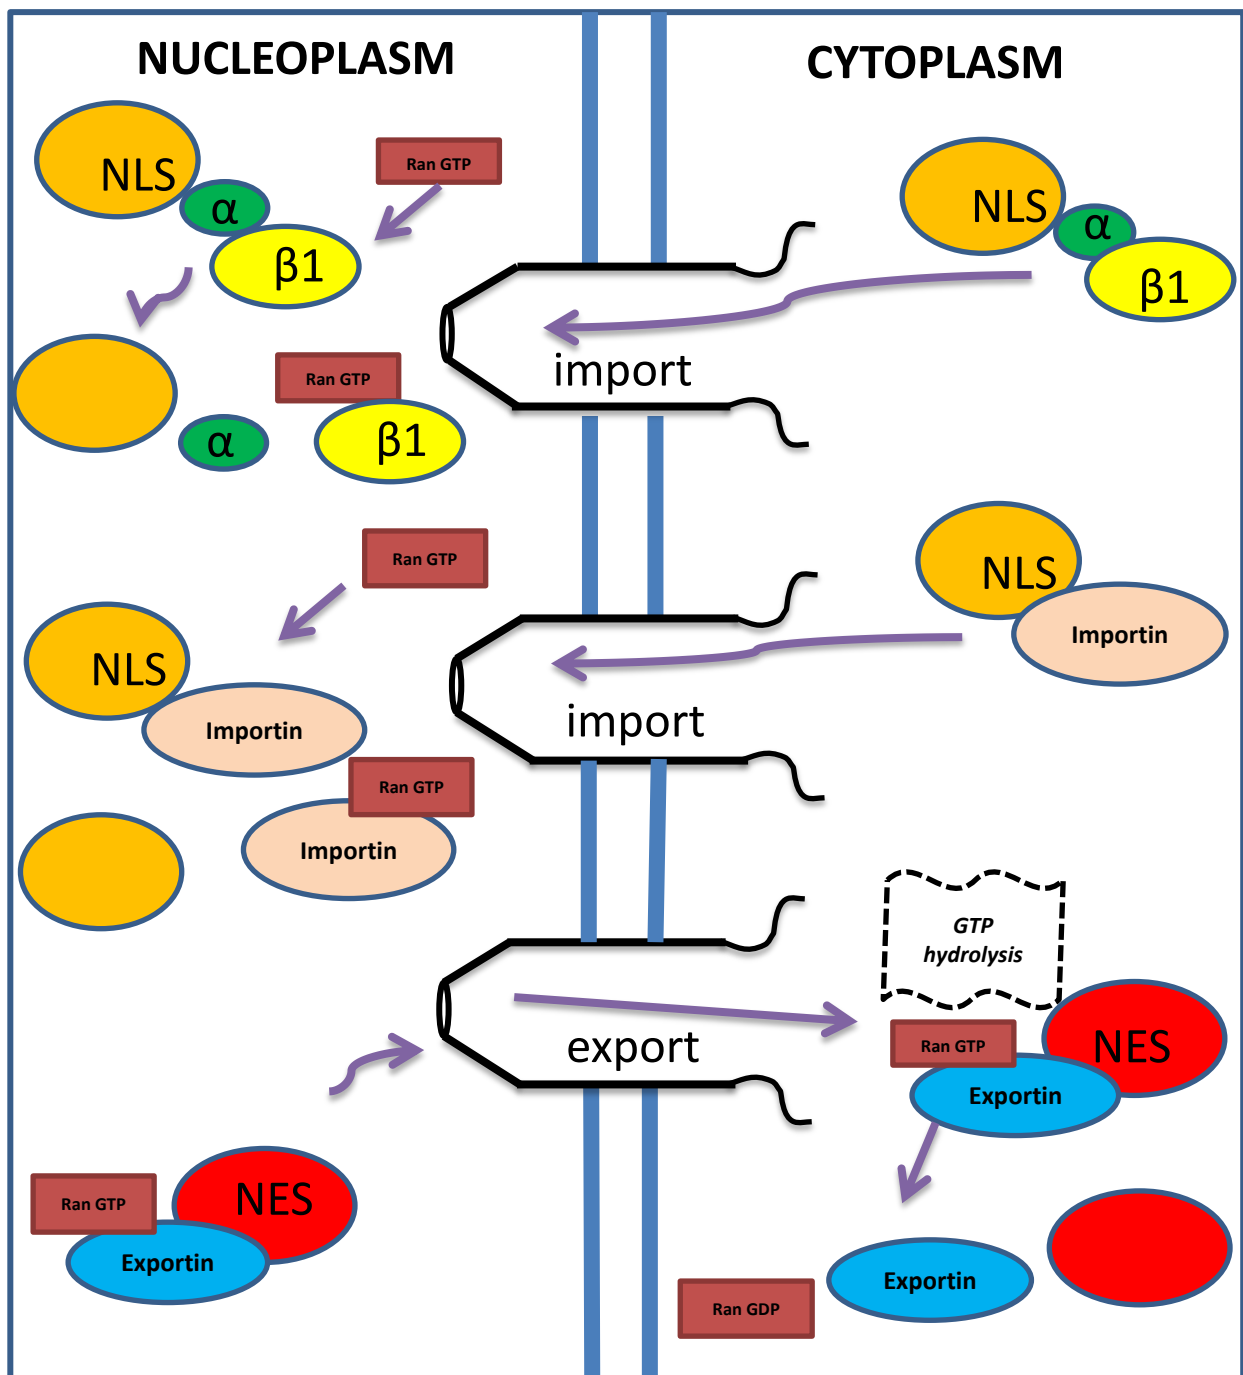 NUCLEOPLASM
CYTOPLASM
NLS
α
β1
Ran GTP
NLS
α
β1
import
Ran GTP
α
β1
Ran GTP
NLS
Importin
NLS
Importin
import
Ran GTP
Importin
GTP
hydrolysis
Ran GTP
NES
Exportin
export
Ran GTP
NES
Exportin
Exportin
Ran GDP